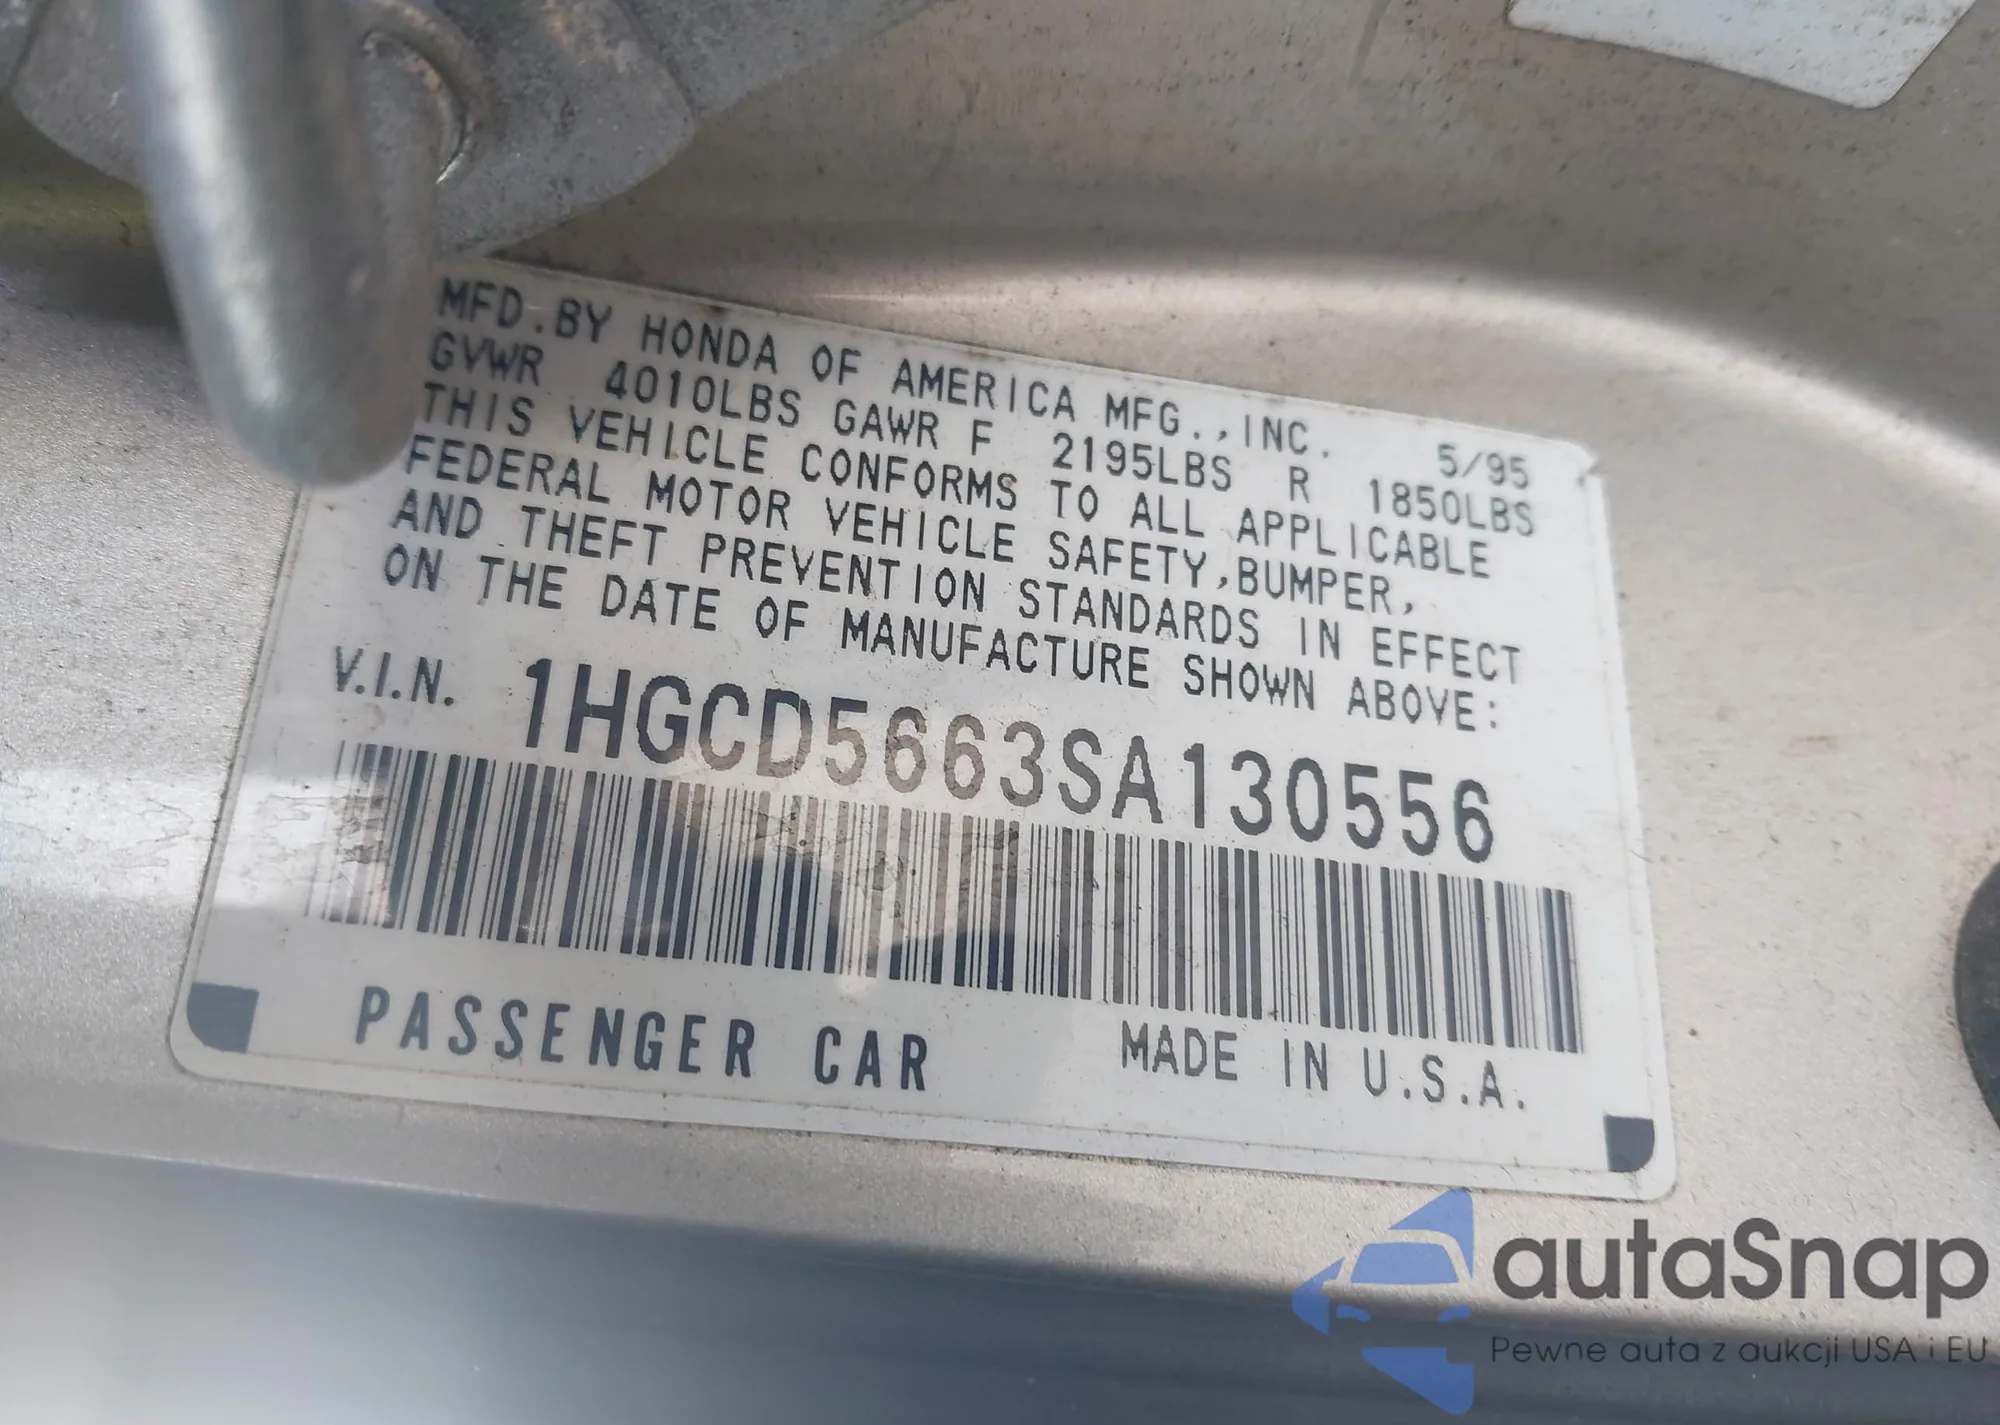 MFD.BY HONDA OF AMERICA MFG.,INC. 5/95
GVWR 4010LBS GAWR F 2195LBS R 1850LBS
THIS VEHICLE CONFORMS TO ALL APPLICABLE
FEDERAL MOTOR VEHICLE SAFETY,BUMPER,
AND THEFT PREVENTION STANDARDS IN EFFECT
ON THE DATE OF MANUFACTURE SHOWN ABOVE:
V.I.N. 1HGCD5663SA130556
PASSENGER CAR MADE IN U.S.A.
autaSnap
Pewne auta z aukcji USA i EU